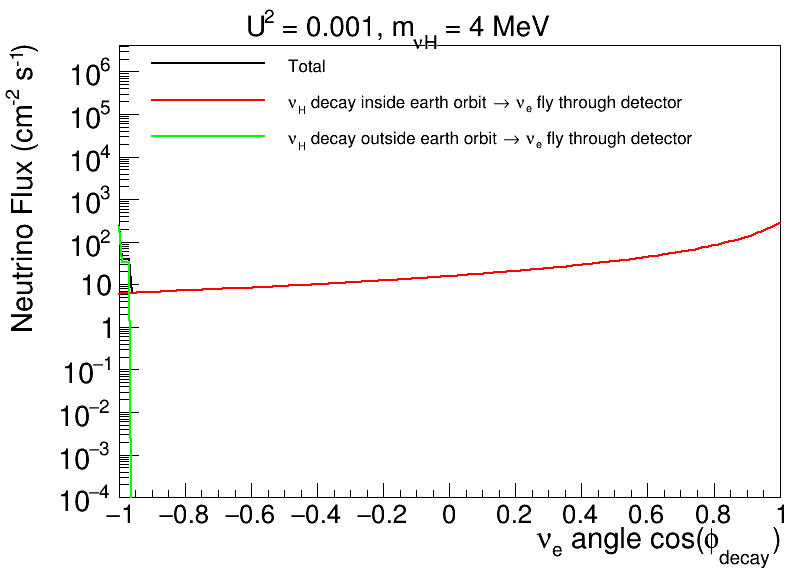 U² = 0.001, m_νH = 4 MeV
Total
ν_H decay inside earth orbit → ν_e fly through detector
ν_H decay outside earth orbit → ν_e fly through detector
Neutrino Flux (cm⁻² s⁻¹)
10⁶
10⁵
10⁴
10³
10²
10
1
10⁻¹
10⁻²
10⁻³
10⁻⁴
−1 −0.8 −0.6 −0.4 −0.2 0 0.2 0.4 0.6 0.8 1
ν_e angle cos(ϕ_decay)